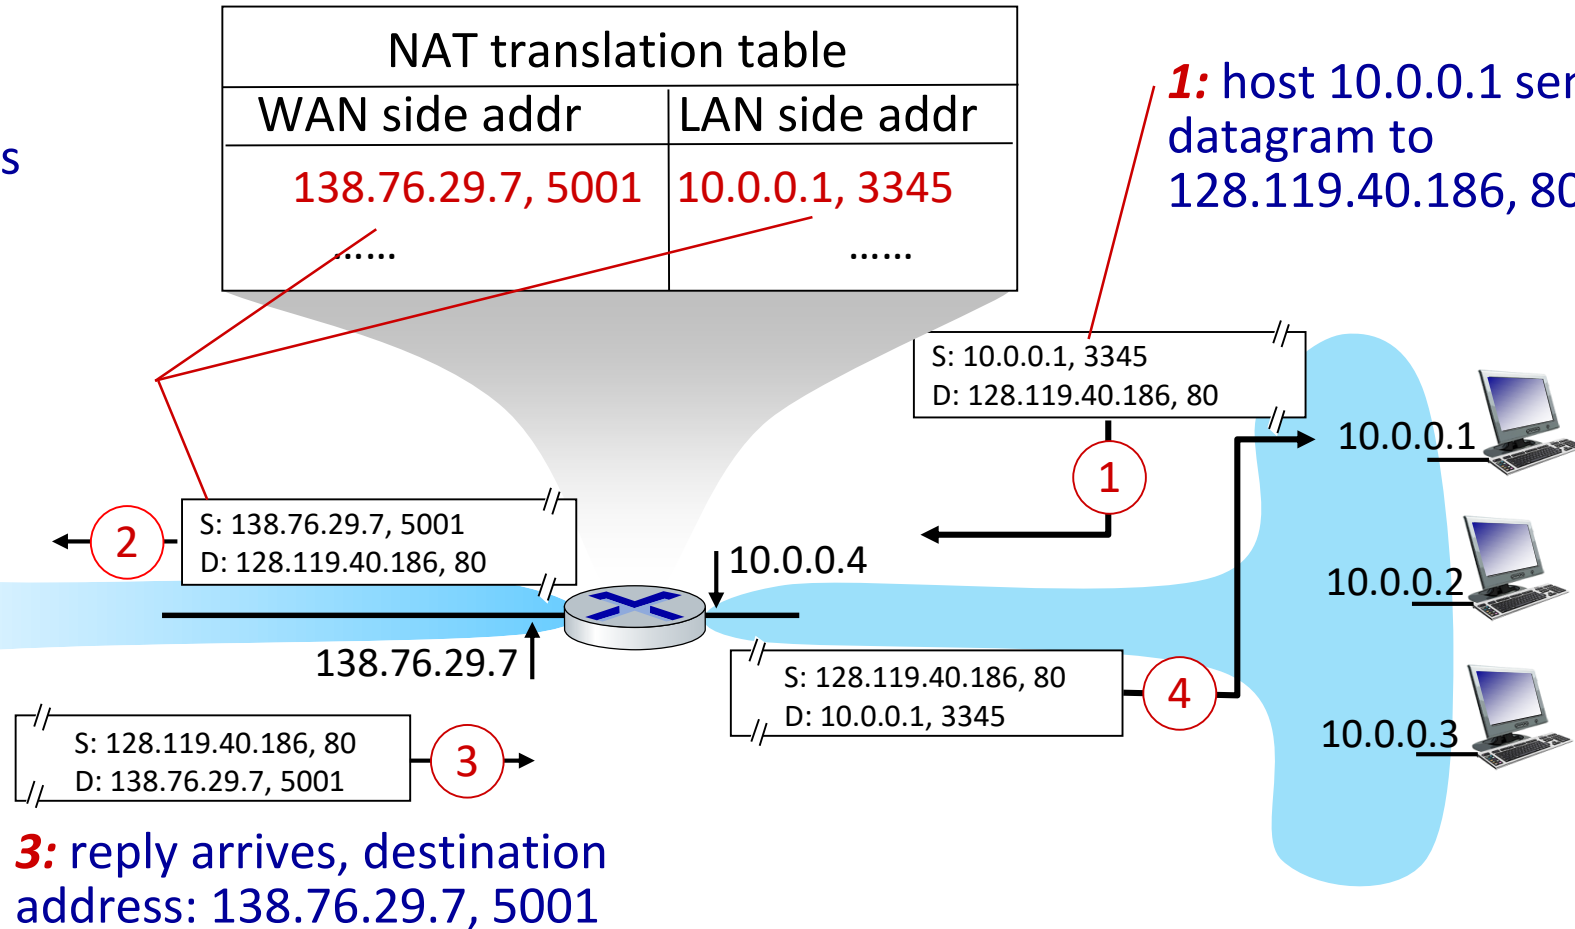 NAT translation table
WAN side addr LAN side addr
138.76.29.7, 5001 10.0.0.1, 3345
…… ……
s
1: host 10.0.0.1
datagram to
128.119.40.186, 80
S: 10.0.0.1, 3345
D: 128.119.40.186, 80
1
10.0.0.1
S: 138.76.29.7, 5001
D: 128.119.40.186, 80
2
10.0.0.4
10.0.0.2
138.76.29.7
S: 128.119.40.186, 80
D: 10.0.0.1, 3345
4
10.0.0.3
S: 128.119.40.186, 80
D: 138.76.29.7, 5001
3
3: reply arrives, destination
address: 138.76.29.7, 5001